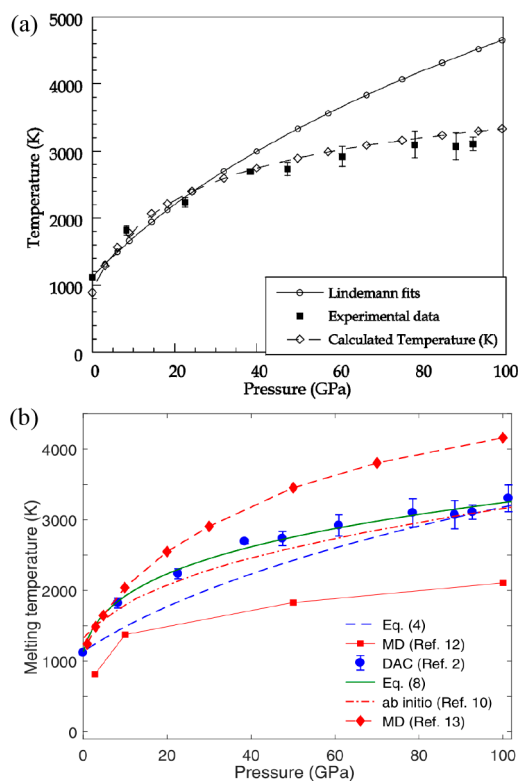 (a)
5000
4000
3000
2000
1000
0
Temperature (K)
Lindemann fits
Experimental data
Calculated Temperature (K)
0 20 40 60 80 100
Pressure (GPa)
(b)
4000
3000
2000
1000
0
Melting temperature (K)
Eq. (4)
MD (Ref. 12)
DAC (Ref. 2)
Eq. (8)
ab initio (Ref. 10)
MD (Ref. 13)
0 20 40 60 80 100
Pressure (GPa)